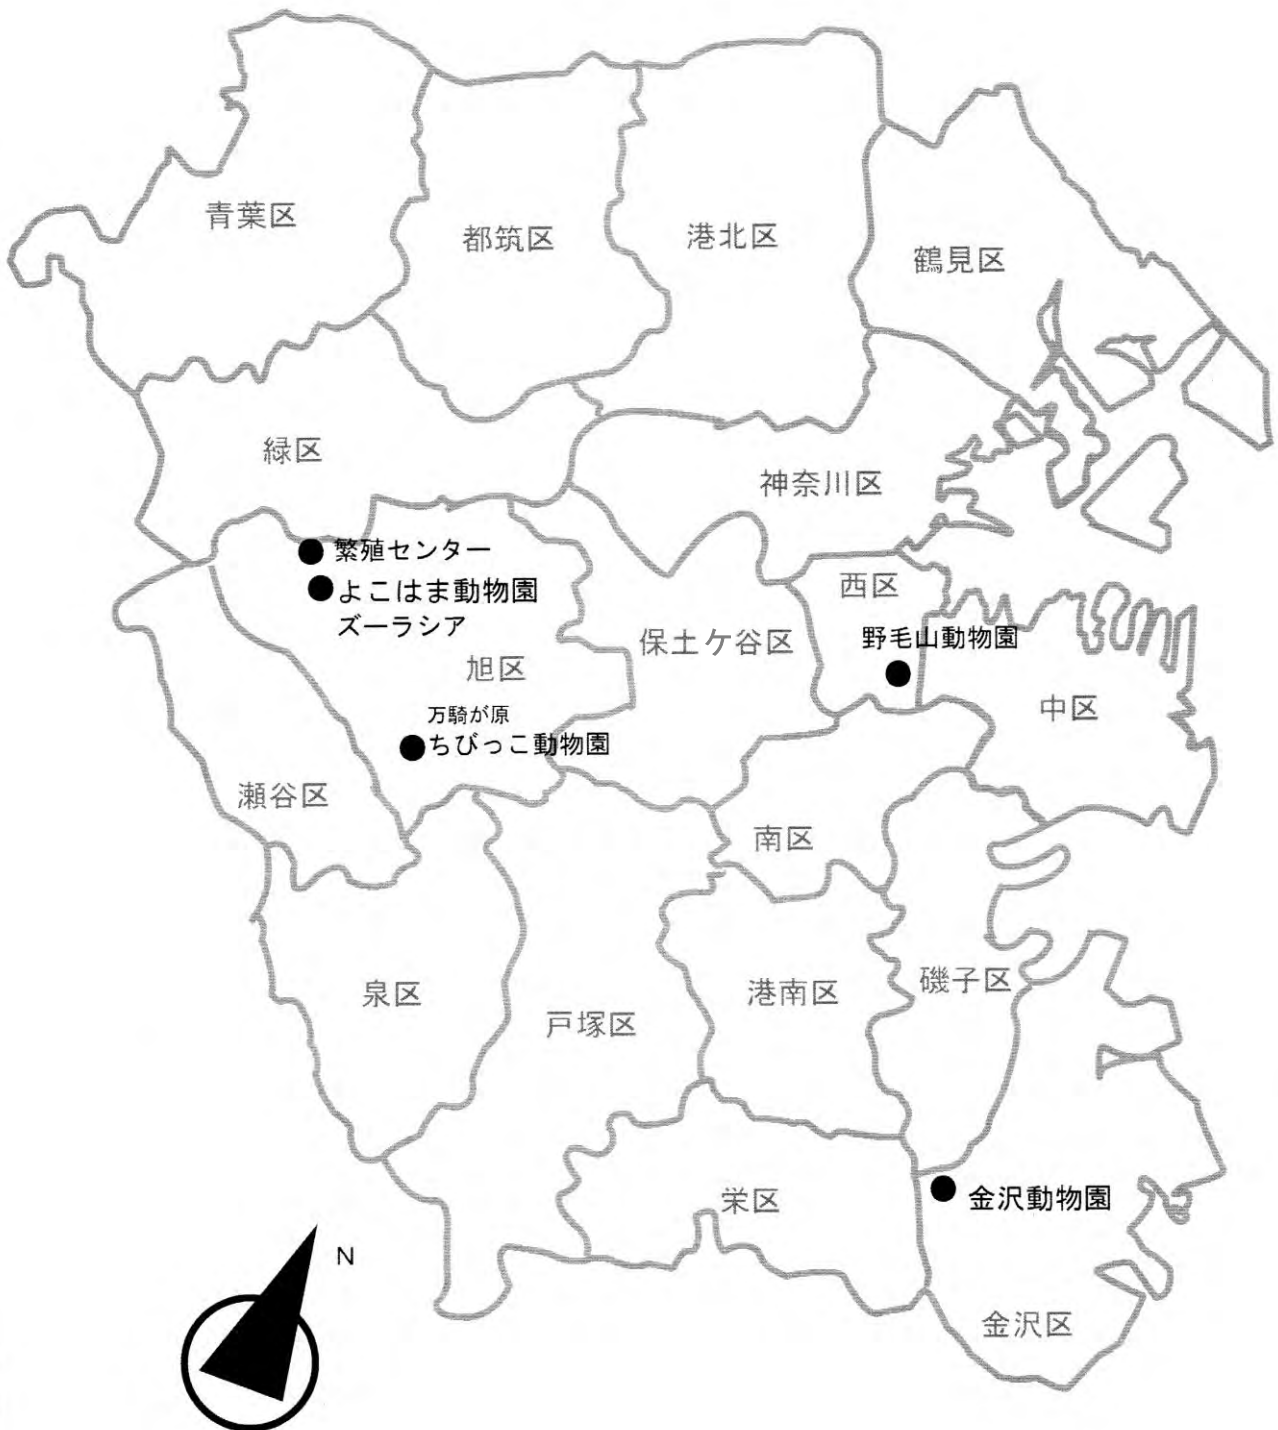 青葉区
都筑区
港北区
鶴見区
緑区
神奈川区
繁殖センター
よこはま動物園
ズーラシア
西区
保土ケ谷区
野毛山動物園
旭区
中区
万騎が原
ちびっこ動物園
瀬谷区
南区
泉区
戸塚区
港南区
磯子区
栄区
金沢動物園
N
金沢区